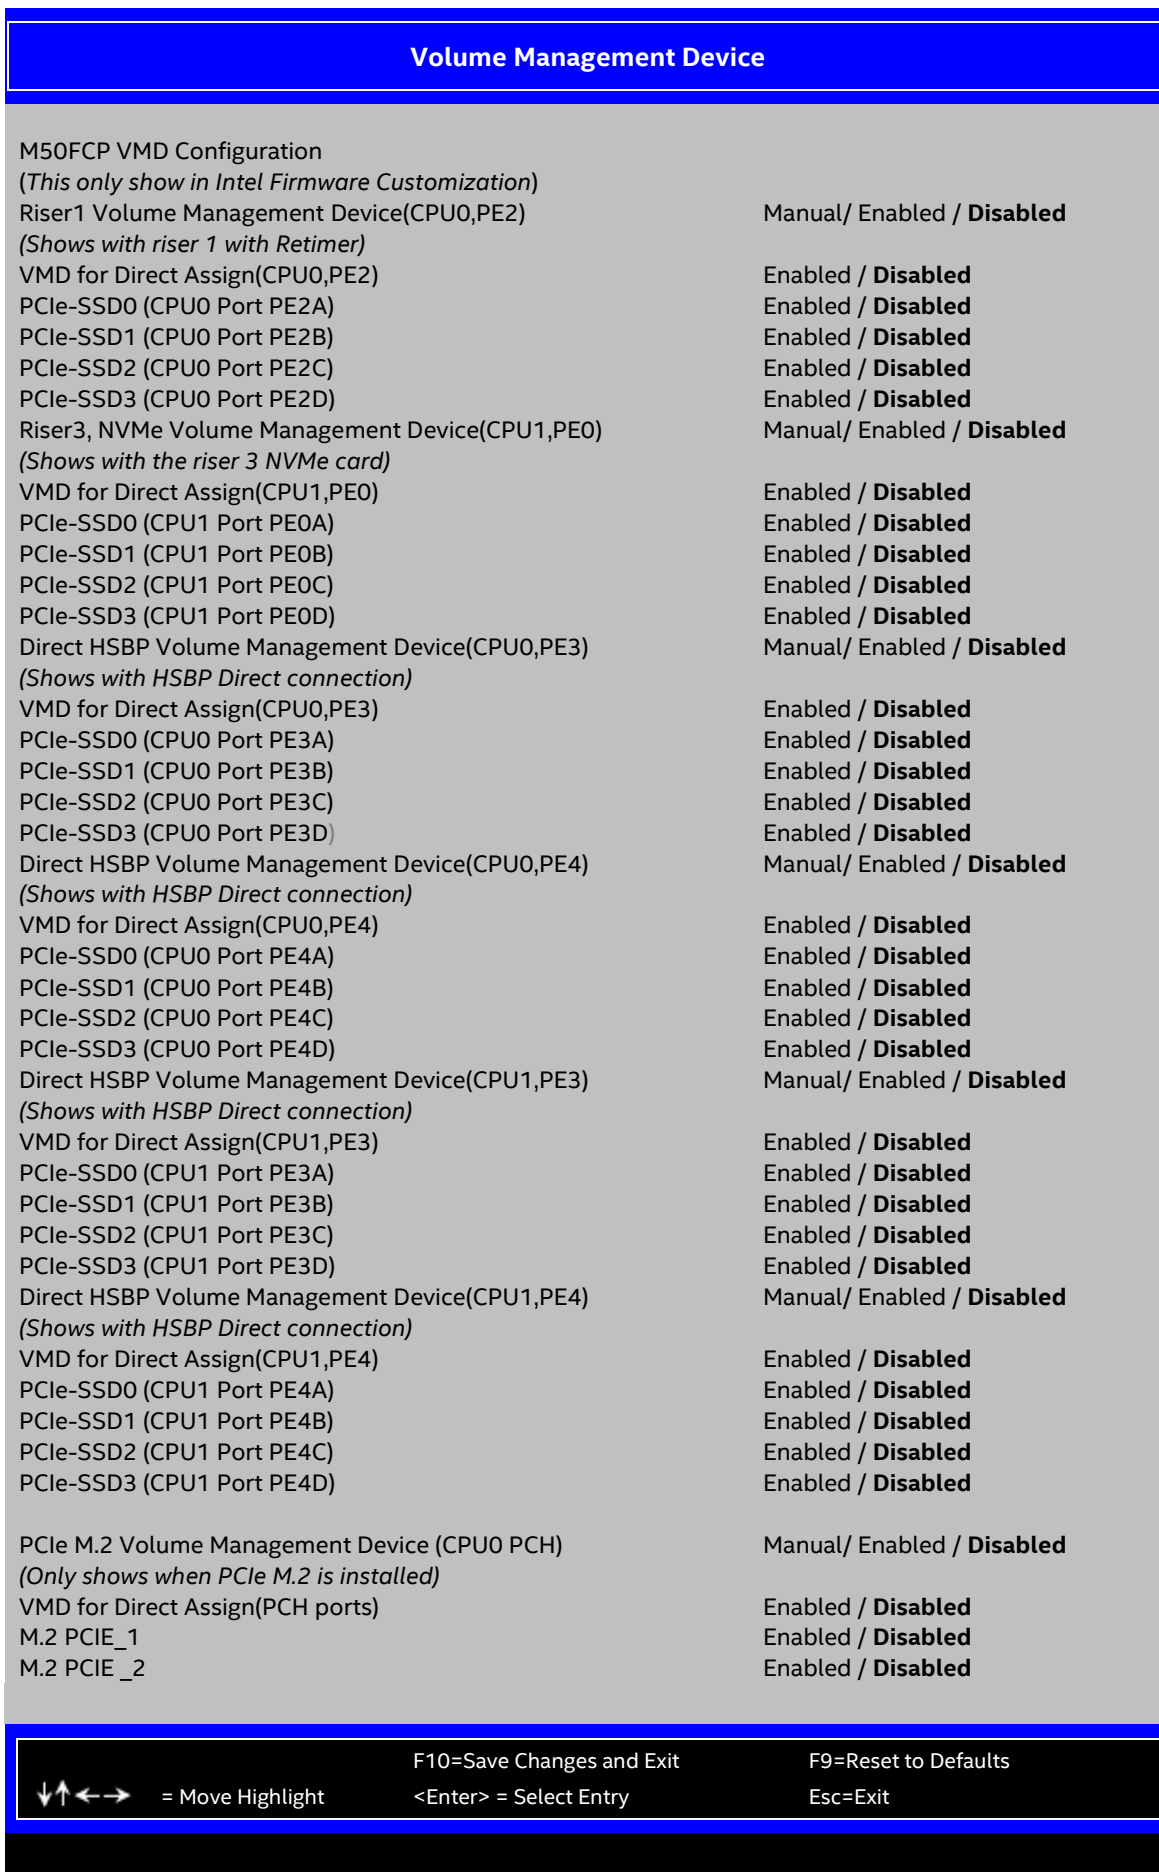 Volume Management Device
M50FCP VMD Configuration
(This only show in Intel Firmware Customization)
Riser1 Volume Management Device(CPU0,PE2) Manual/ Enabled / Disabled
(Shows with riser 1 with Retimer)
VMD for Direct Assign(CPU0,PE2) Enabled / Disabled
PCIe-SSD0 (CPU0 Port PE2A) Enabled / Disabled
PCIe-SSD1 (CPU0 Port PE2B) Enabled / Disabled
PCIe-SSD2 (CPU0 Port PE2C) Enabled / Disabled
PCIe-SSD3 (CPU0 Port PE2D) Enabled / Disabled
Riser3, NVMe Volume Management Device(CPU1,PE0) Manual/ Enabled / Disabled
(Shows with the riser 3 NVMe card)
VMD for Direct Assign(CPU1,PE0) Enabled / Disabled
PCIe-SSD0 (CPU1 Port PE0A) Enabled / Disabled
PCIe-SSD1 (CPU1 Port PE0B) Enabled / Disabled
PCIe-SSD2 (CPU1 Port PE0C) Enabled / Disabled
PCIe-SSD3 (CPU1 Port PE0D) Enabled / Disabled
Direct HSBP Volume Management Device(CPU0,PE3) Manual/ Enabled / Disabled
(Shows with HSBP Direct connection)
VMD for Direct Assign(CPU0,PE3) Enabled / Disabled
PCIe-SSD0 (CPU0 Port PE3A) Enabled / Disabled
PCIe-SSD1 (CPU0 Port PE3B) Enabled / Disabled
PCIe-SSD2 (CPU0 Port PE3C) Enabled / Disabled
PCIe-SSD3 (CPU0 Port PE3D) Enabled / Disabled
Direct HSBP Volume Management Device(CPU0,PE4) Manual/ Enabled / Disabled
(Shows with HSBP Direct connection)
VMD for Direct Assign(CPU0,PE4) Enabled / Disabled
PCIe-SSD0 (CPU0 Port PE4A) Enabled / Disabled
PCIe-SSD1 (CPU0 Port PE4B) Enabled / Disabled
PCIe-SSD2 (CPU0 Port PE4C) Enabled / Disabled
PCIe-SSD3 (CPU0 Port PE4D) Enabled / Disabled
Direct HSBP Volume Management Device(CPU1,PE3) Manual/ Enabled / Disabled
(Shows with HSBP Direct connection)
VMD for Direct Assign(CPU1,PE3) Enabled / Disabled
PCIe-SSD0 (CPU1 Port PE3A) Enabled / Disabled
PCIe-SSD1 (CPU1 Port PE3B) Enabled / Disabled
PCIe-SSD2 (CPU1 Port PE3C) Enabled / Disabled
PCIe-SSD3 (CPU1 Port PE3D) Enabled / Disabled
Direct HSBP Volume Management Device(CPU1,PE4) Manual/ Enabled / Disabled
(Shows with HSBP Direct connection)
VMD for Direct Assign(CPU1,PE4) Enabled / Disabled
PCIe-SSD0 (CPU1 Port PE4A) Enabled / Disabled
PCIe-SSD1 (CPU1 Port PE4B) Enabled / Disabled
PCIe-SSD2 (CPU1 Port PE4C) Enabled / Disabled
PCIe-SSD3 (CPU1 Port PE4D) Enabled / Disabled
PCIe M.2 Volume Management Device (CPU0 PCH) Manual/ Enabled / Disabled
(Only shows when PCIe M.2 is installed)
VMD for Direct Assign(PCH ports) Enabled / Disabled
M.2 PCIE_1 Enabled / Disabled
M.2 PCIE _2 Enabled / Disabled
F10=Save Changes and Exit F9=Reset to Defaults
↓↑←→ = Move Highlight <Enter> = Select Entry Esc=Exit